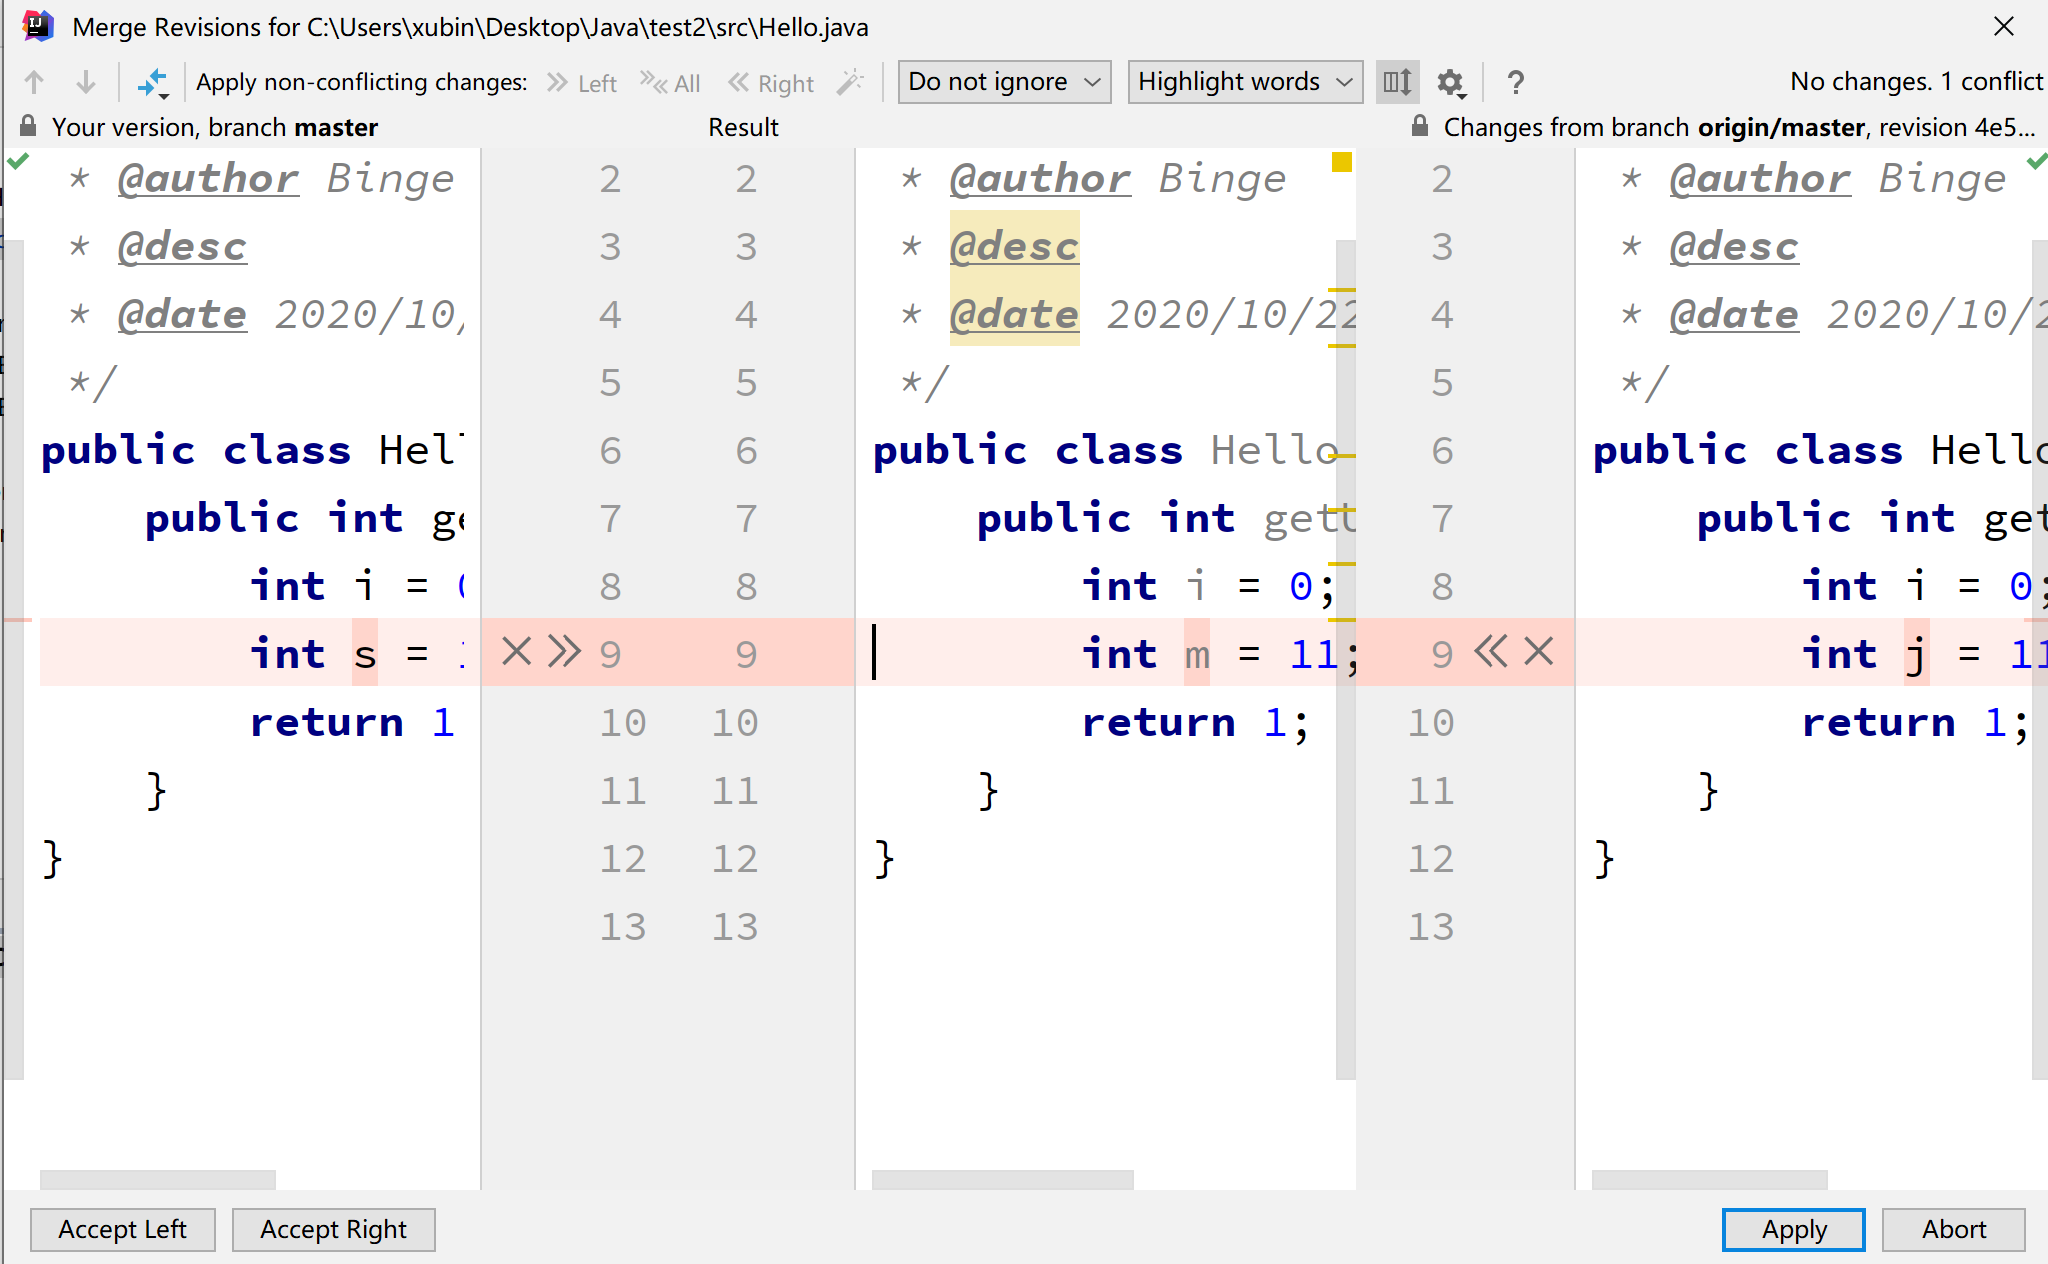 Merge Revisions for C:\Users\xubin\Desktop\Java\test2\src\Hello.java
Apply non-conflicting changes: Left All Right Do not ignore Highlight words ? No changes. 1 conflict
Your version, branch master Result Changes from branch origin/master, revision 4e5...
* @author Binge 2 2 * @author Binge 2 * @author Binge
* @desc 3 3 * @desc 3 * @desc
* @date 2020/10/ 4 4 * @date 2020/10/22 4 * @date 2020/10/2
*/ 5 5 */ 5 */
public class Hel 6 6 public class Hello 6 public class Hello
public int ge 7 7 public int get 7 public int get
int i = 0 8 8 int i = 0; 8 int i = 0;
int s = 1 9 9 int m = 11; 9 int j = 11
return 1 10 10 return 1; 10 return 1;
} 11 11 } 11 }
} 12 12 } 12 }
13 13 13
Accept Left Accept Right Apply Abort